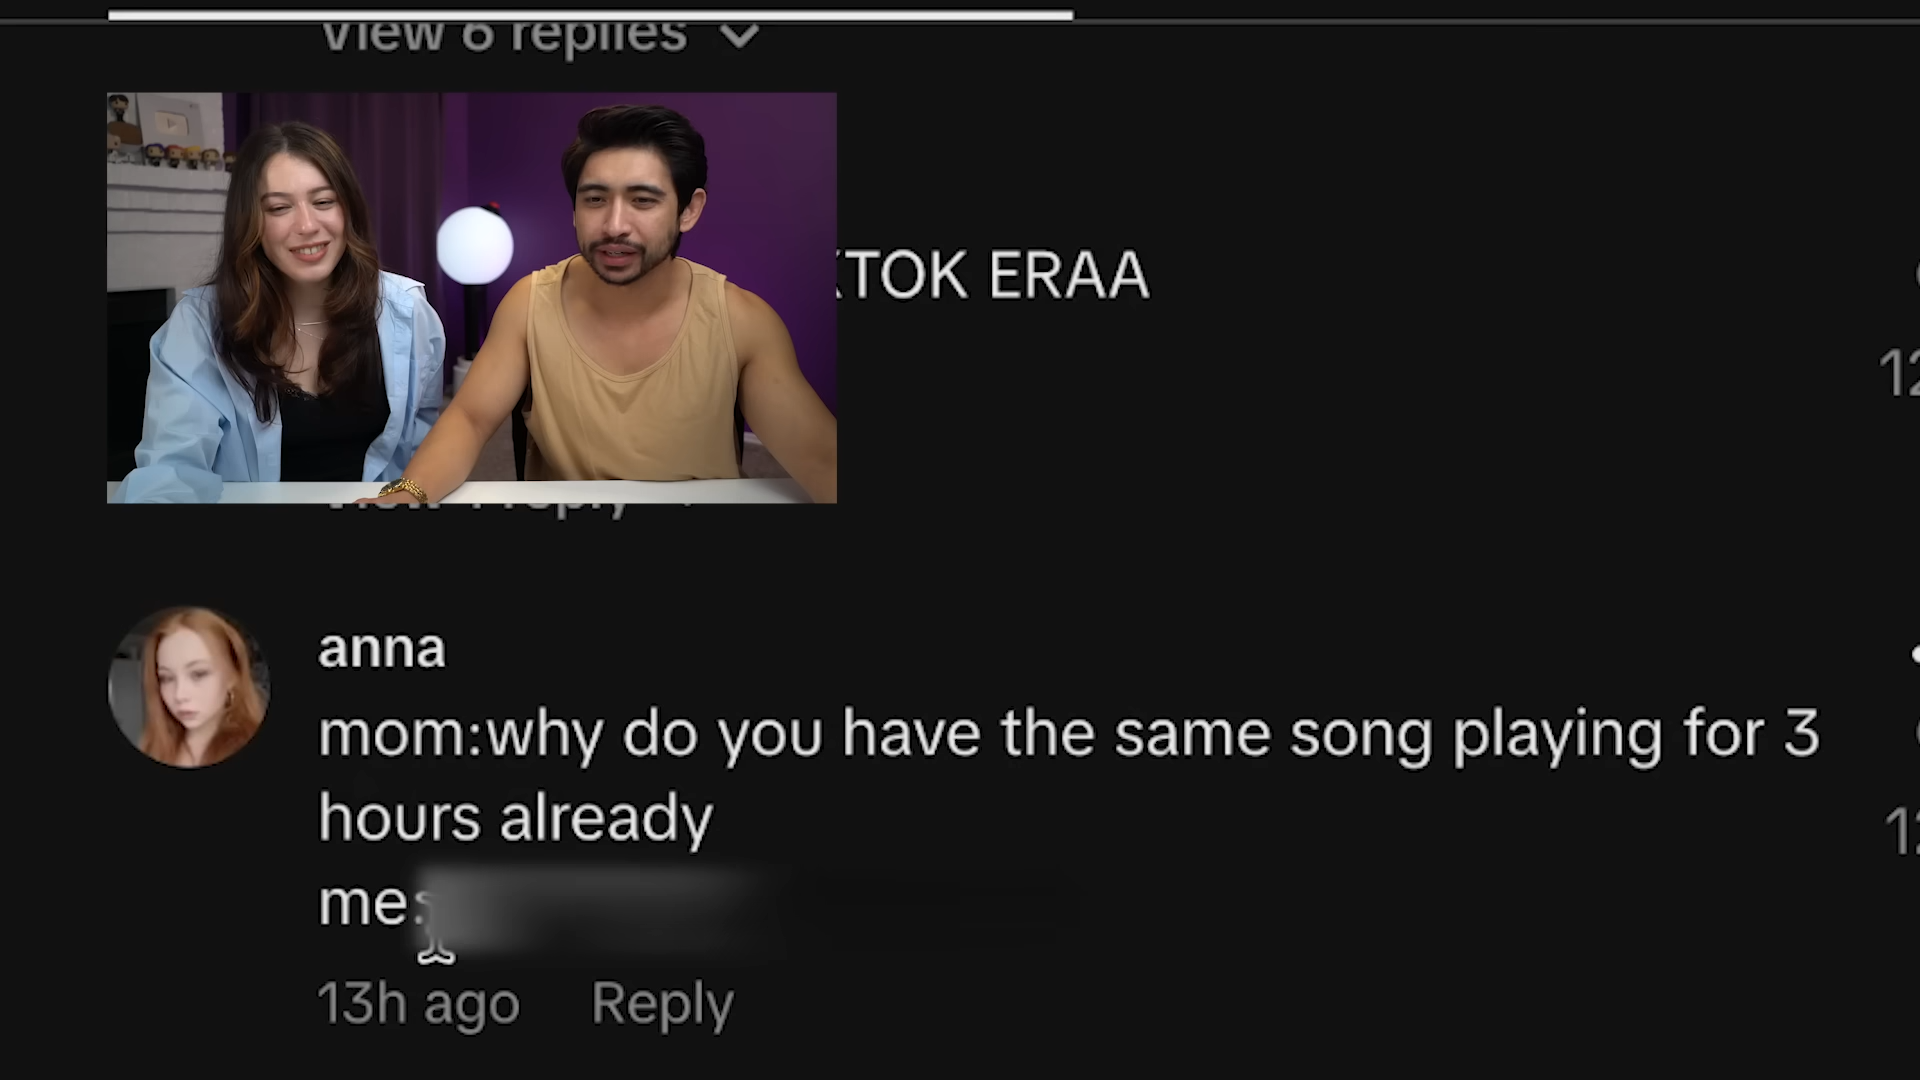 View 6 replies
TOK ERAA
anna
mom:why do you have the same song playing for 3
hours already
me:
13h ago Reply